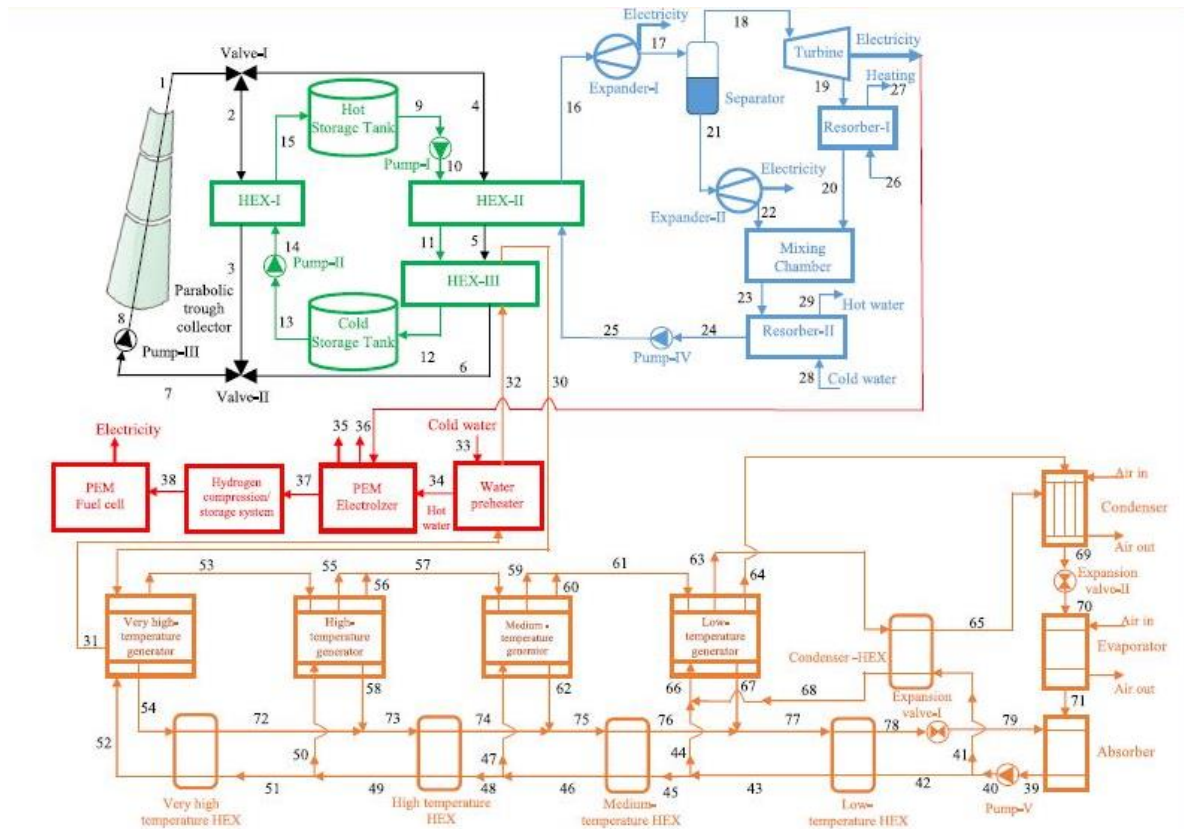 Valve-I
1
2
3
4
5
6
7
8
Parabolic
trough
collector
Pump-III
Valve-II
Hot
Storage Tank
9
Pump-I
10
15
HEX-I
HEX-II
14
Pump-II
11
HEX-III
13
Cold
Storage Tank
12
16
Electricity
17
Expander-I
18
Separator
Turbine
Electricity
19
Heating
27
Resorber-I
26
20
21
Electricity
Expander-II
22
Mixing
Chamber
23
29
Hot water
Resorber-II
28
Cold water
24
Pump-IV
25
32
30
Electricity
PEM
Fuel cell
38
Hydrogen
compression/
storage system
37
35
36
PEM
Electrolzer
34
Hot
water
Cold water
33
Water
preheater
31
53
55
56
57
59
60
61
63
64
65
Very high-
temperature
generator
High-
temperature
generator
Medium -
temperature
generator
Low-
temperature
generator
Condenser -HEX
Air in
Condenser
Air out
69
Expansion
valve-II
70
Air in
Evaporator
Air out
71
Absorber
54
58
62
66
67
68
Expansion
valve-I
72
73
74
75
76
77
78
79
52
51
50
49
48
47
46
45
44
43
42
41
40
39
Pump-V
Very high
temperature HEX
High temperature
HEX
Medium-
temperature HEX
Low-
temperature HEX